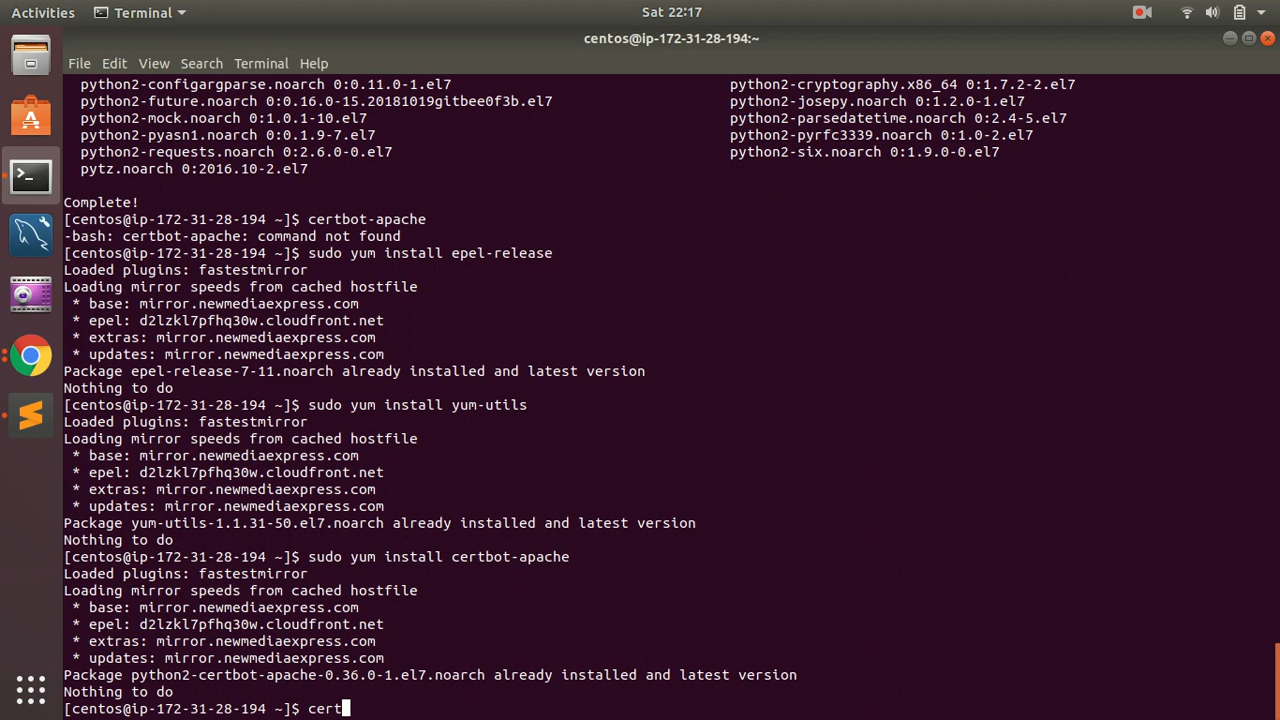 Activities Terminal Sat 22:17
centos@ip-172-31-28-194:~
File Edit View Search Terminal Help
python2-configargparse.noarch 0:0.11.0-1.el7 python2-cryptography.x86_64 0:1.7.2-2.el7
python2-future.noarch 0:0.16.0-15.20181019gitbee0f3b.el7 python2-josepy.noarch 0:1.2.0-1.el7
python2-mock.noarch 0:1.0.1-10.el7 python2-parsedatetime.noarch 0:2.4-5.el7
python2-pyasn1.noarch 0:0.1.9-7.el7 python2-pyrfc3339.noarch 0:1.0-2.el7
python2-requests.noarch 0:2.6.0-0.el7 python2-six.noarch 0:1.9.0-0.el7
pytz.noarch 0:2016.10-2.el7
Complete!
[centos@ip-172-31-28-194 ~]$ certbot-apache
-bash: certbot-apache: command not found
[centos@ip-172-31-28-194 ~]$ sudo yum install epel-release
Loaded plugins: fastestmirror
Loading mirror speeds from cached hostfile
* base: mirror.newmediaexpress.com
* epel: d2lzkl7pfhq30w.cloudfront.net
* extras: mirror.newmediaexpress.com
* updates: mirror.newmediaexpress.com
Package epel-release-7-11.noarch already installed and latest version
Nothing to do
[centos@ip-172-31-28-194 ~]$ sudo yum install yum-utils
Loaded plugins: fastestmirror
Loading mirror speeds from cached hostfile
* base: mirror.newmediaexpress.com
* epel: d2lzkl7pfhq30w.cloudfront.net
* extras: mirror.newmediaexpress.com
* updates: mirror.newmediaexpress.com
Package yum-utils-1.1.31-50.el7.noarch already installed and latest version
Nothing to do
[centos@ip-172-31-28-194 ~]$ sudo yum install certbot-apache
Loaded plugins: fastestmirror
Loading mirror speeds from cached hostfile
* base: mirror.newmediaexpress.com
* epel: d2lzkl7pfhq30w.cloudfront.net
* extras: mirror.newmediaexpress.com
* updates: mirror.newmediaexpress.com
Package python2-certbot-apache-0.36.0-1.el7.noarch already installed and latest version
Nothing to do
[centos@ip-172-31-28-194 ~]$ cert